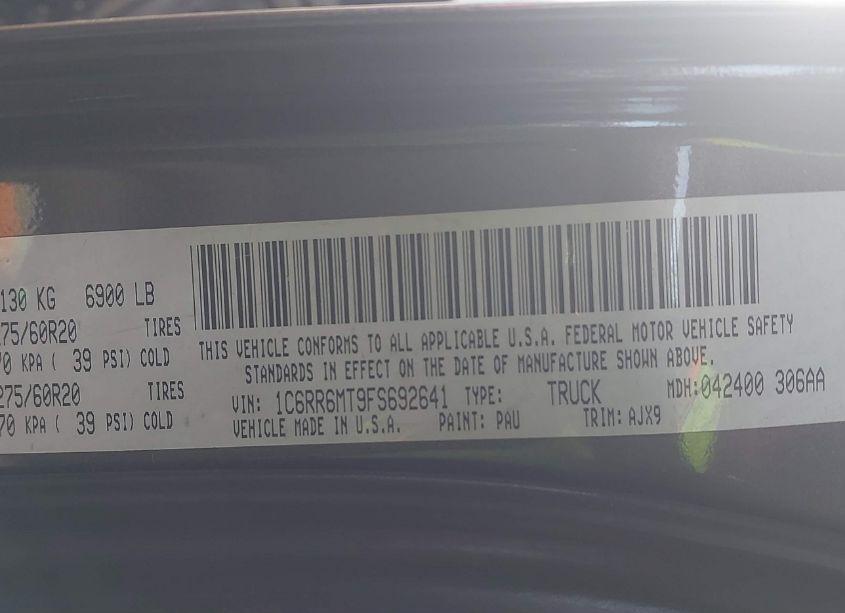 130 KG 6900 LB
275/60R20 TIRES
70 KPA ( 39 PSI) COLD
275/60R20 TIRES
70 KPA ( 39 PSI) COLD
THIS VEHICLE CONFORMS TO ALL APPLICABLE U.S.A. FEDERAL MOTOR VEHICLE SAFETY
STANDARDS IN EFFECT ON THE DATE OF MANUFACTURE SHOWN ABOVE.
VIN: 1C6RR6MT9FS692641 TYPE: TRUCK MDH:042400 306AA
VEHICLE MADE IN U.S.A. PAINT: PAU TRIM: AJX9